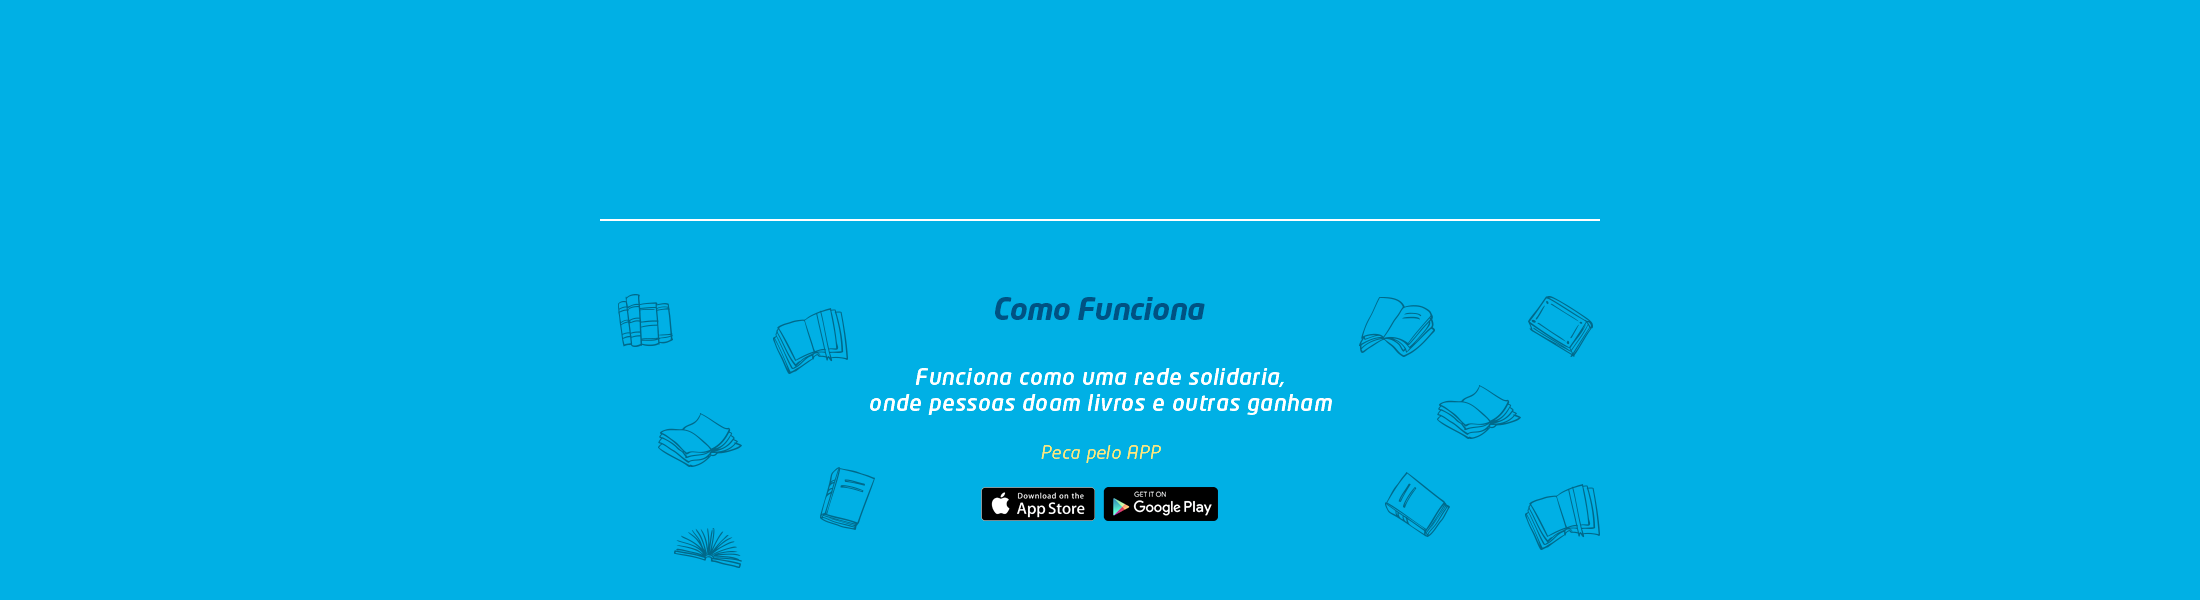 Como Funciona
Funciona como uma rede solidaria,
onde pessoas doam livros e outras ganham
Peca pelo APP
Download on the
App Store
GET IT ON
Google Play